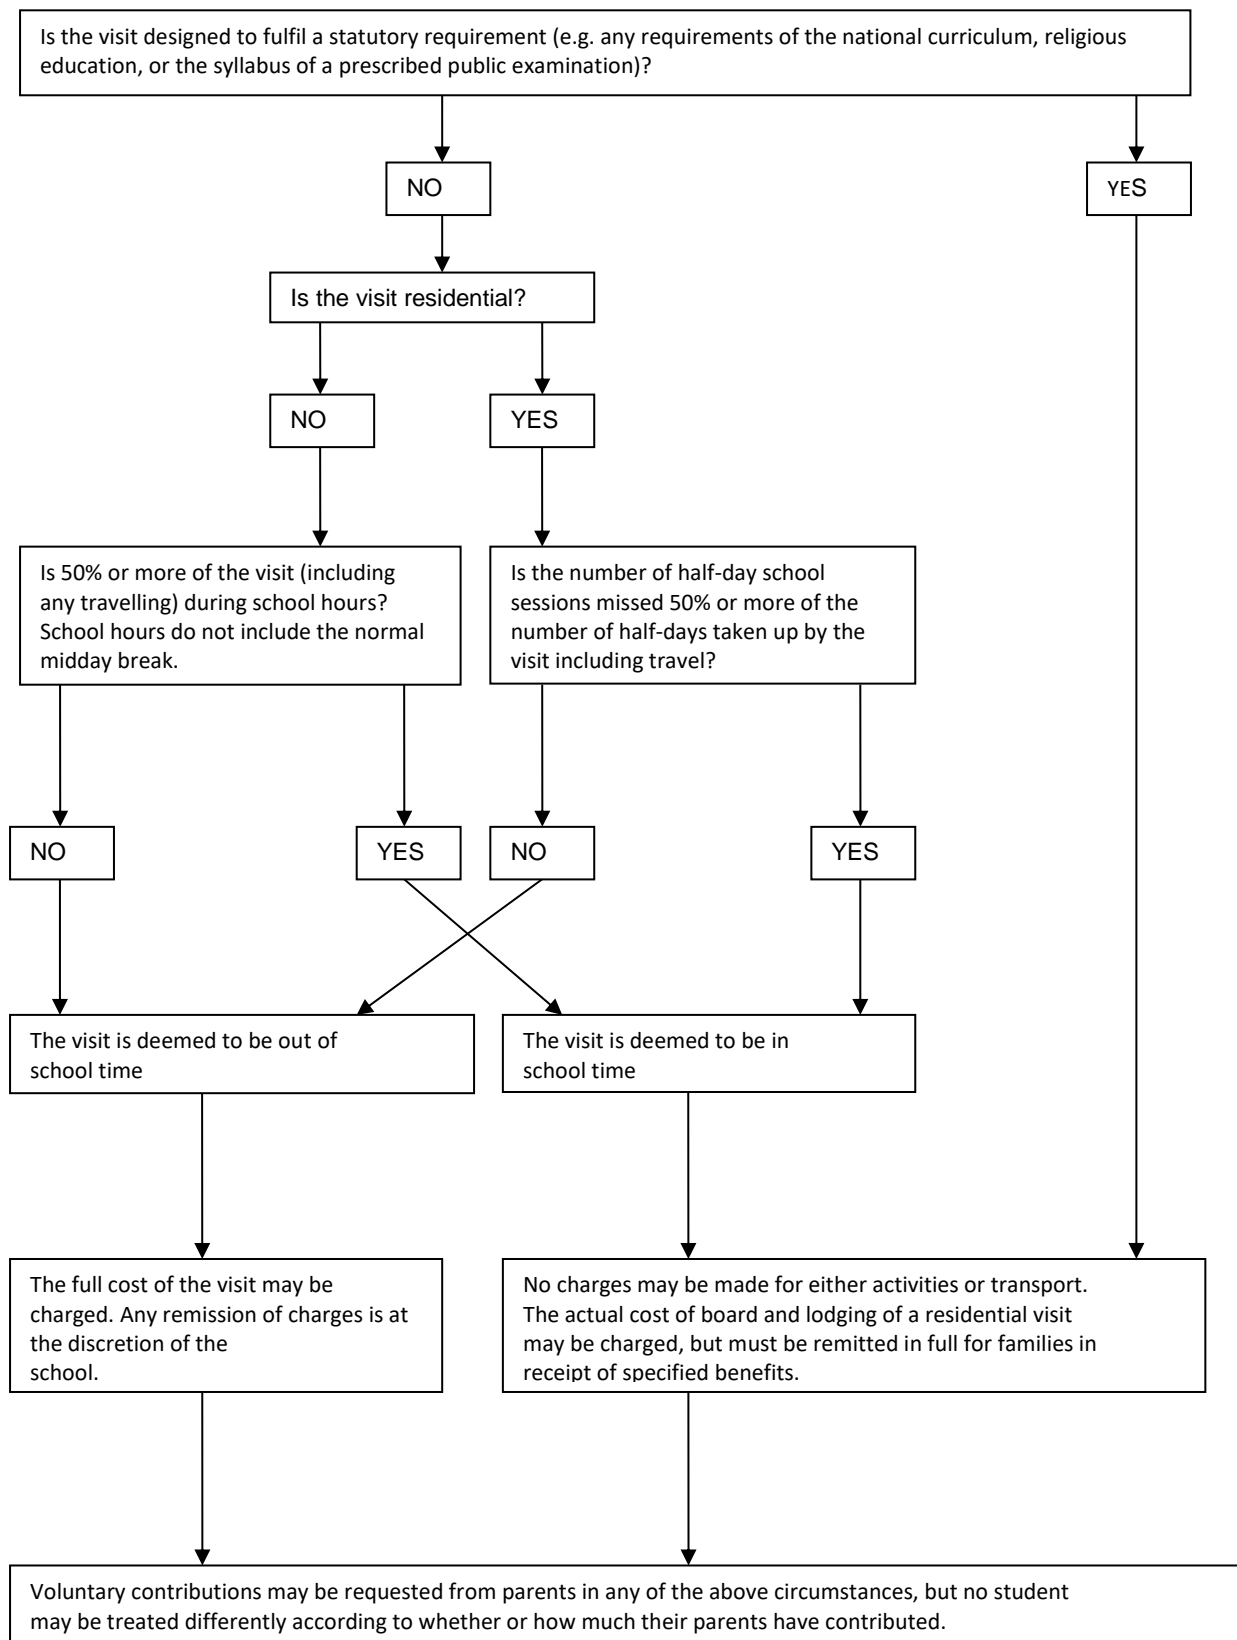 Is the visit designed to fulfil a statutory requirement (e.g. any requirements of the national curriculum, religious
education, or the syllabus of a prescribed public examination)?
NO
YES
Is the visit residential?
NO
YES
Is 50% or more of the visit (including
any travelling) during school hours?
School hours do not include the normal
midday break.
Is the number of half-day school
sessions missed 50% or more of the
number of half-days taken up by the
visit including travel?
NO
YES
NO
YES
The visit is deemed to be out of
school time
The visit is deemed to be in
school time
The full cost of the visit may be
charged. Any remission of charges is at
the discretion of the
school.
No charges may be made for either activities or transport.
The actual cost of board and lodging of a residential visit
may be charged, but must be remitted in full for families in
receipt of specified benefits.
Voluntary contributions may be requested from parents in any of the above circumstances, but no student
may be treated differently according to whether or how much their parents have contributed.